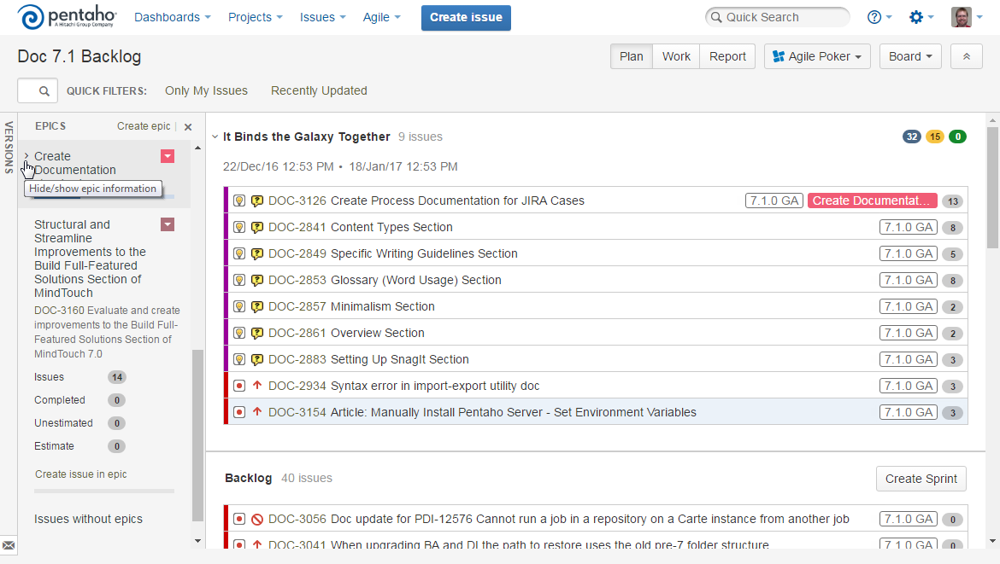 pentaho
A Hitachi Group Company
Dashboards Projects Issues Agile Create issue Quick Search
Doc 7.1 Backlog
Plan Work Report Agile Poker Board
QUICK FILTERS: Only My Issues Recently Updated
VERSIONS
EPICS Create epic
Create
Documentation
Hide/show epic information
Structural and
Streamline
Improvements to the
Build Full-Featured
Solutions Section of
MindTouch
DOC-3160 Evaluate and create
improvements to the Build Full-
Featured Solutions Section of
MindTouch 7.0
Issues 14
Completed 0
Unestimated 0
Estimate 0
Create issue in epic
Issues without epics
It Binds the Galaxy Together 9 issues 32 15 0
22/Dec/16 12:53 PM • 18/Jan/17 12:53 PM
DOC-3126 Create Process Documentation for JIRA Cases 7.1.0 GA Create Documentat... 13
DOC-2841 Content Types Section 7.1.0 GA 8
DOC-2849 Specific Writing Guidelines Section 7.1.0 GA 5
DOC-2853 Glossary (Word Usage) Section 7.1.0 GA 8
DOC-2857 Minimalism Section 7.1.0 GA 2
DOC-2861 Overview Section 7.1.0 GA 2
DOC-2883 Setting Up SnagIt Section 7.1.0 GA 3
DOC-2934 Syntax error in import-export utility doc 7.1.0 GA 3
DOC-3154 Article: Manually Install Pentaho Server - Set Environment Variables 7.1.0 GA 3
Backlog 40 issues Create Sprint
DOC-3056 Doc update for PDI-12576 Cannot run a job in a repository on a Carte instance from another job 7.1.0 GA 0
DOC-3041 When upgrading BA and DI the path to restore uses the old pre-7 folder structure 7.1.0 GA 0